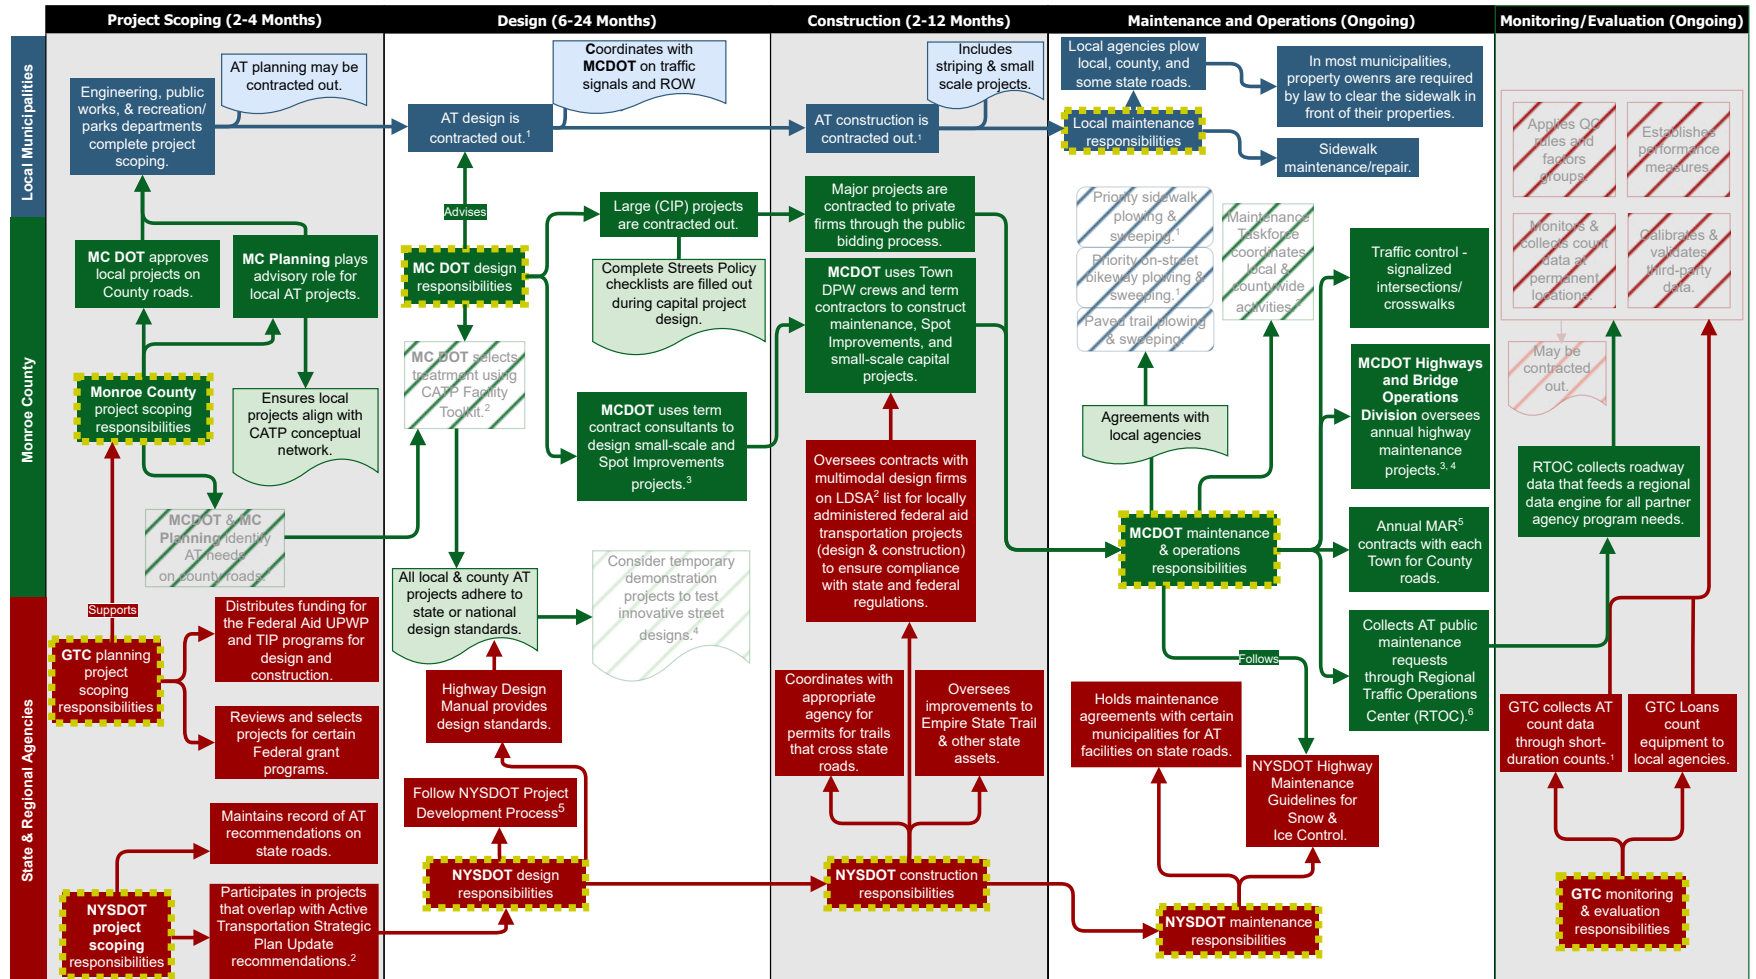 Project Scoping (2-4 Months)
Design (6-24 Months)
Construction (2-12 Months)
Maintenance and Operations (Ongoing)
Monitoring/Evaluation (Ongoing)
Local Municipalities
Monroe County
State & Regional Agencies
Engineering, public
works, & recreation/
parks departments
complete project
scoping.
AT planning may be
contracted out.
MC DOT approves
local projects on
County roads.
MC Planning plays
advisory role for
local AT projects.
Monroe County
project scoping
responsibilities
Ensures local
projects align with
CATP conceptual
network.
MCDOT & MC
Planning identify
AT needs
on county roads.
Supports
GTC planning
project
scoping
responsibilities
Distributes funding for
the Federal Aid UPWP
and TIP programs for
design and
construction.
Reviews and selects
projects for certain
Federal grant
programs.
Maintains record of AT
recommendations on
state roads.
NYSDOT
project
scoping
responsibilities
Participates in projects
that overlap with Active
Transportation Strategic
Plan Update
recommendations.2
Coordinates with
MCDOT on traffic
signals and ROW
AT design is
contracted out.1
Advises
MC DOT design
responsibilities
Large (CIP) projects
are contracted out.
Complete Streets Policy
checklists are filled out
during capital project
design.
MC DOT selects
treatment using
CATP Facility
Toolkit.2
MCDOT uses term
contract consultants to
design small-scale and
Spot Improvements
projects.3
All local & county AT
projects adhere to
state or national
design standards.
Consider temporary
demonstration
projects to test
innovative street
designs.4
Highway Design
Manual provides
design standards.
Follow NYSDOT Project
Development Process5
NYSDOT design
responsibilities
Includes
striping & small
scale projects.
AT construction is
contracted out.1
Major projects are
contracted to private
firms through the public
bidding process.
MCDOT uses Town
DPW crews and term
contractors to construct
maintenance, Spot
Improvements, and
small-scale capital
projects.
Oversees contracts with
multimodal design firms
on LDSA2 list for locally
administered federal aid
transportation projects
(design & construction)
to ensure compliance
with state and federal
regulations.
Coordinates with
appropriate
agency for
permits for trails
that cross state
roads.
Oversees
improvements to
Empire State Trail
& other state
assets.
NYSDOT construction
responsibilities
Local agencies plow
local, county, and
some state roads.
In most municipalities,
property owenrs are required
by law to clear the sidewalk in
front of their properties.
Local maintenance
responsibilities
Sidewalk
maintenance/repair.
Priority sidewalk
plowing &
sweeping.1
Priority on-street
bikeway plowing &
sweeping.1
Paved trail plowing
& sweeping.
Maintenance
Taskforce
coordinates
local &
countywide
activities.2
Traffic control -
signalized
intersections/
crosswalks
MCDOT Highways
and Bridge
Operations
Division oversees
annual highway
maintenance
projects.3, 4
Agreements with
local agencies
MCDOT maintenance
& operations
responsibilities
Annual MAR5
contracts with each
Town for County
roads.
Collects AT public
maintenance
requests
through Regional
Traffic Operations
Center (RTOC).6
Follows
Holds maintenance
agreements with certain
municipalities for AT
facilities on state roads.
NYSDOT Highway
Maintenance
Guidelines for
Snow &
Ice Control.
NYSDOT maintenance
responsibilities
Applies QC
rules and
factors
groups.
Establishes
performance
measures.
Monitors &
collects count
data at
permanent
locations.
Calibrates &
validates
third-party
data.
May be
contracted
out.
RTOC collects roadway
data that feeds a regional
data engine for all partner
agency program needs.
GTC collects AT
count data
through short-
duration counts.1
GTC Loans
count
equipment to
local agencies.
GTC monitoring
& evaluation
responsibilities